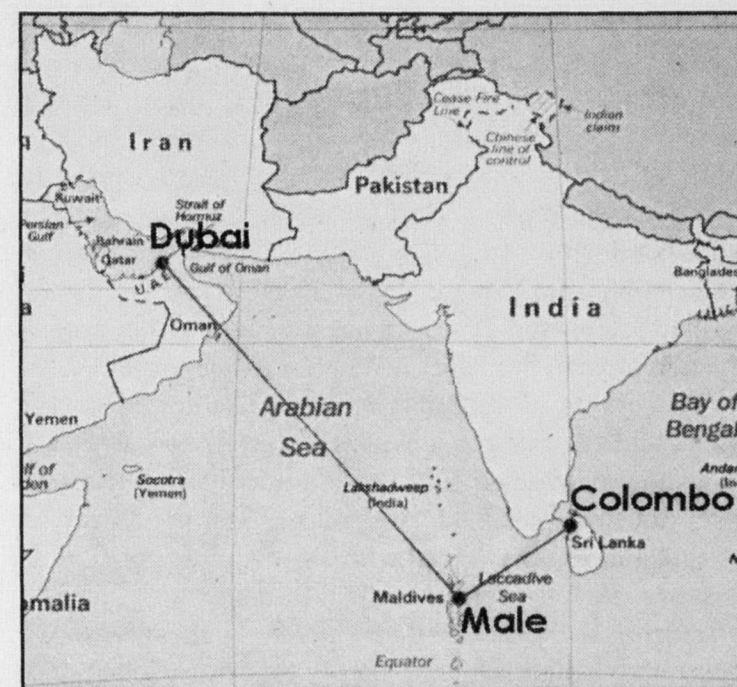 Cease-Fire
Line
Indian
claim
Chinese
line of
control
Iran
Pakistan
Kuwait
Strait of
Hormuz
Persian
Gulf
Bahrain
Dubai
Qatar
Gulf of Oman
U.A.E
Bangladesh
India
Oman
Arabian
Sea
Bay of
Bengal
Yemen
Socotra
(Yemen)
Lakshadweep
(India)
Colombo
Sri Lanka
Laccadive
Sea
Maldives
Male
omalia
Equator